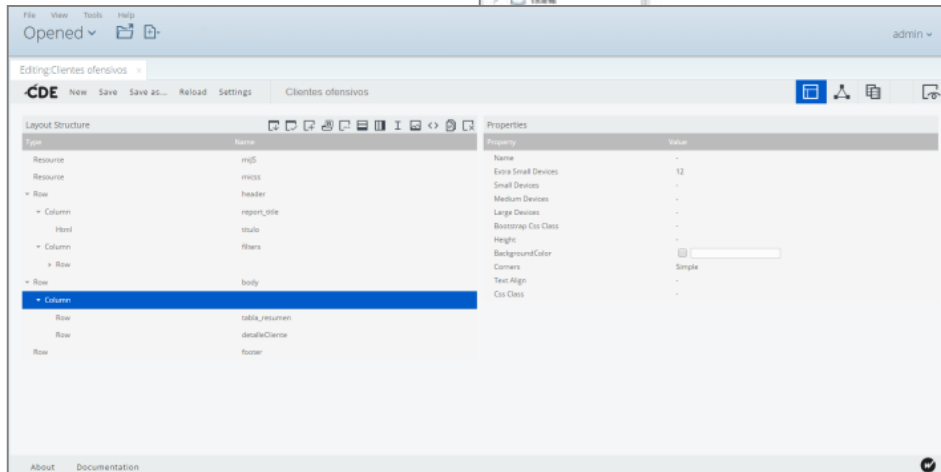 File View Tools Help
Opened
admin
Editing:Clientes ofensivos ×
CDE New Save Save as... Reload Settings Clientes ofensivos
Layout Structure
Type Name
Resource
Resource micss
Row header
Column report_title
Html titulo
Column filters
Row
Row body
Column
Row tabla_resumen
Row detalleCliente
Row footer
Properties
Property Value
Name -
Extra Small Devices 12
Small Devices -
Medium Devices -
Large Devices -
Bootstrap Css Class -
Height -
BackgroundColor
Corners Simple
Text Align -
Css Class -
About Documentation